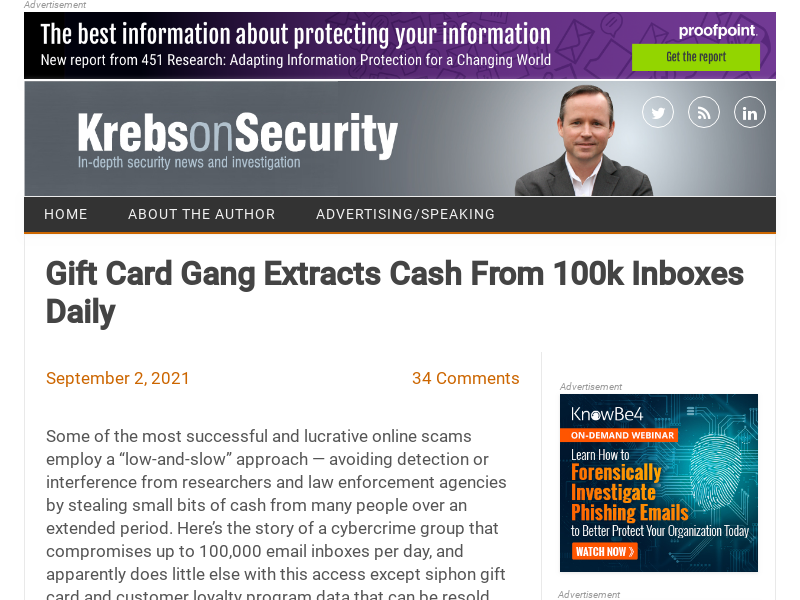 Advertisement
The best information about protecting your information
New report from 451 Research: Adapting Information Protection for a Changing World
proofpoint.
Get the report
KrebsonSecurity
In-depth security news and investigation
HOME ABOUT THE AUTHOR ADVERTISING/SPEAKING
Gift Card Gang Extracts Cash From 100k Inboxes
Daily
September 2, 2021 34 Comments
Some of the most successful and lucrative online scams
employ a “low-and-slow” approach — avoiding detection or
interference from researchers and law enforcement agencies
by stealing small bits of cash from many people over an
extended period. Here’s the story of a cybercrime group that
compromises up to 100,000 email inboxes per day, and
apparently does little else with this access except siphon gift
card and customer loyalty program data that can be resold
Advertisement
KnowBe4
ON-DEMAND WEBINAR
Learn How to
Forensically
Investigate
Phishing Emails
to Better Protect Your Organization Today
WATCH NOW
Advertisement